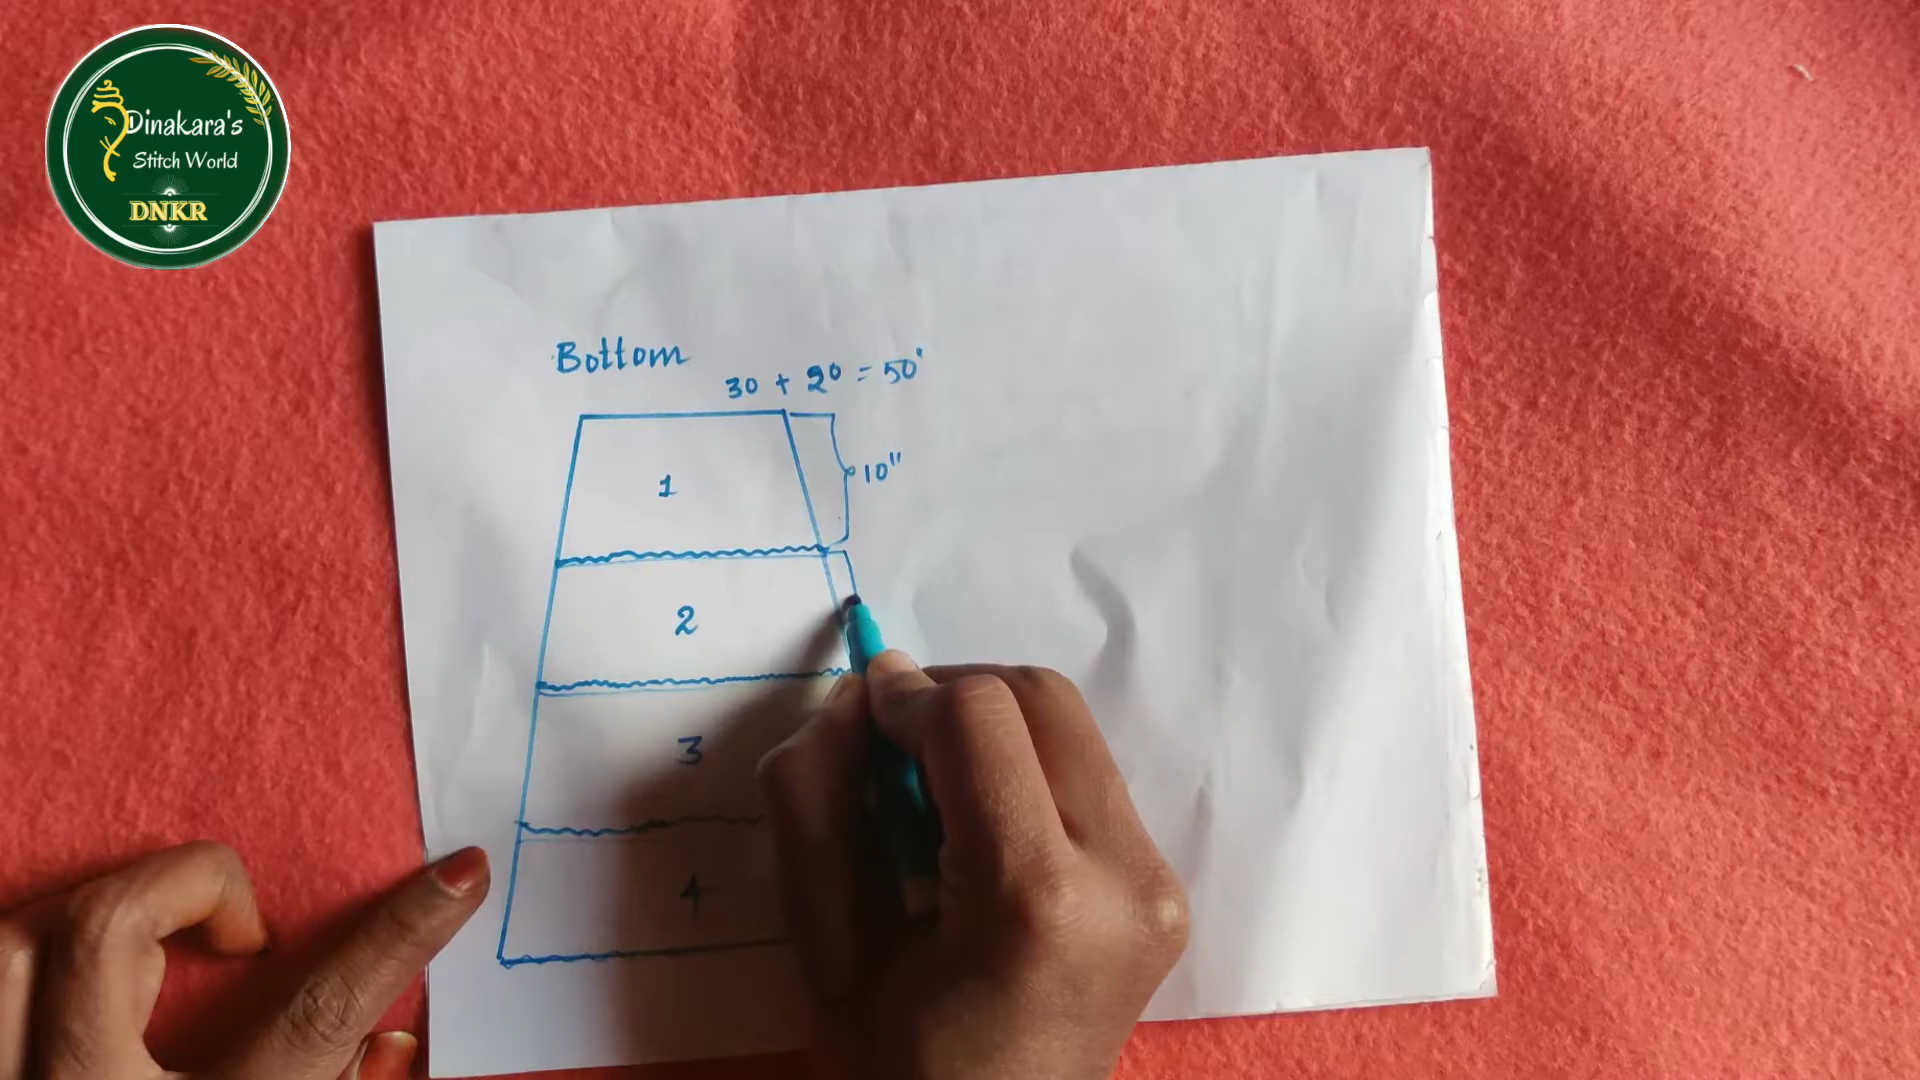 Dinakara's
Stitch World
DNKR
Bottom
30 + 20 = 50"
1
10"
2
3
4